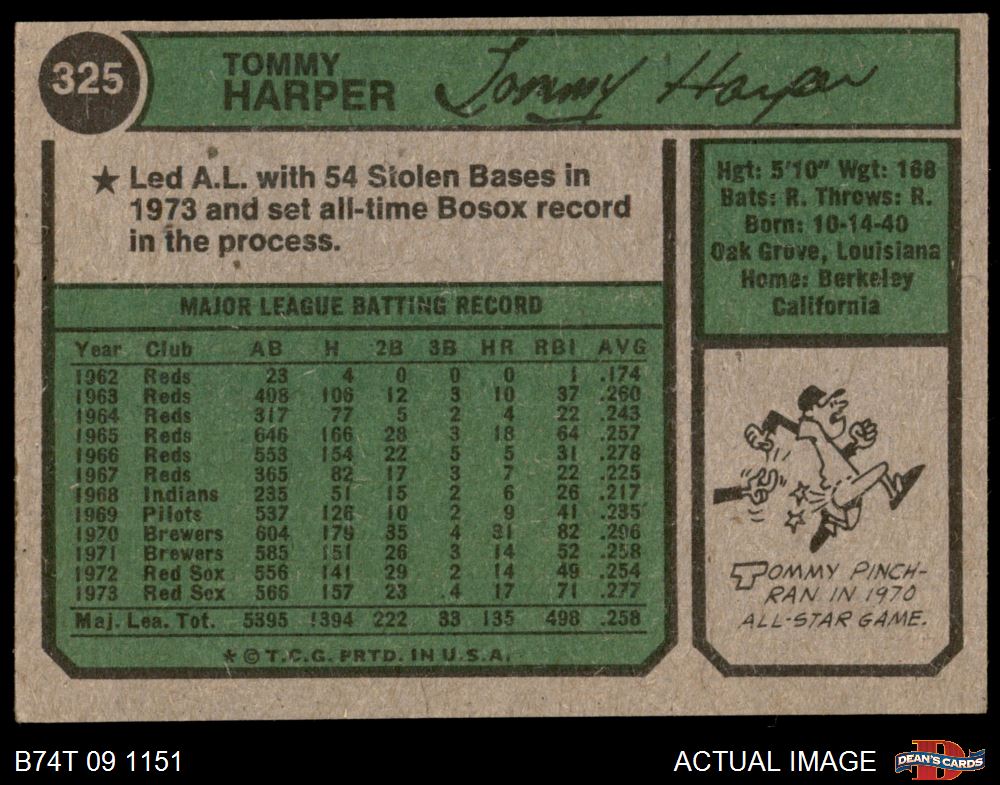 325
TOMMY
HARPER
Tommy Harper
★ Led A.L. with 54 Stolen Bases in
1973 and set all-time Bosox record
in the process.
MAJOR LEAGUE BATTING RECORD
Year Club AB H 2B 3B HR RBI AVG
1962 Reds 23 4 0 0 0 1 .174
1963 Reds 408 106 12 3 10 37 .260
1964 Reds 317 77 5 2 4 22 .243
1965 Reds 646 166 28 3 18 64 .257
1966 Reds 553 154 22 5 5 31 .278
1967 Reds 365 82 17 3 7 22 .225
1968 Indians 235 51 15 2 6 26 .217
1969 Pilots 537 126 10 2 9 41 .235
1970 Brewers 604 179 35 4 31 82 .296
1971 Brewers 585 151 26 3 14 52 .258
1972 Red Sox 556 141 29 2 14 49 .254
1973 Red Sox 566 157 23 4 17 71 .277
Maj. Lea. Tot. 5395 1394 222 33 135 498 .258
★ © T.C.G. PRTD. IN U.S.A.
Hgt: 5'10" Wgt: 168
Bats: R. Throws: R.
Born: 10-14-40
Oak Grove, Louisiana
Home: Berkeley
California
TOMMY PINCH-
RAN IN 1970
ALL-STAR GAME.
B74T 09 1151
ACTUAL IMAGE
D
DEAN'S CARDS